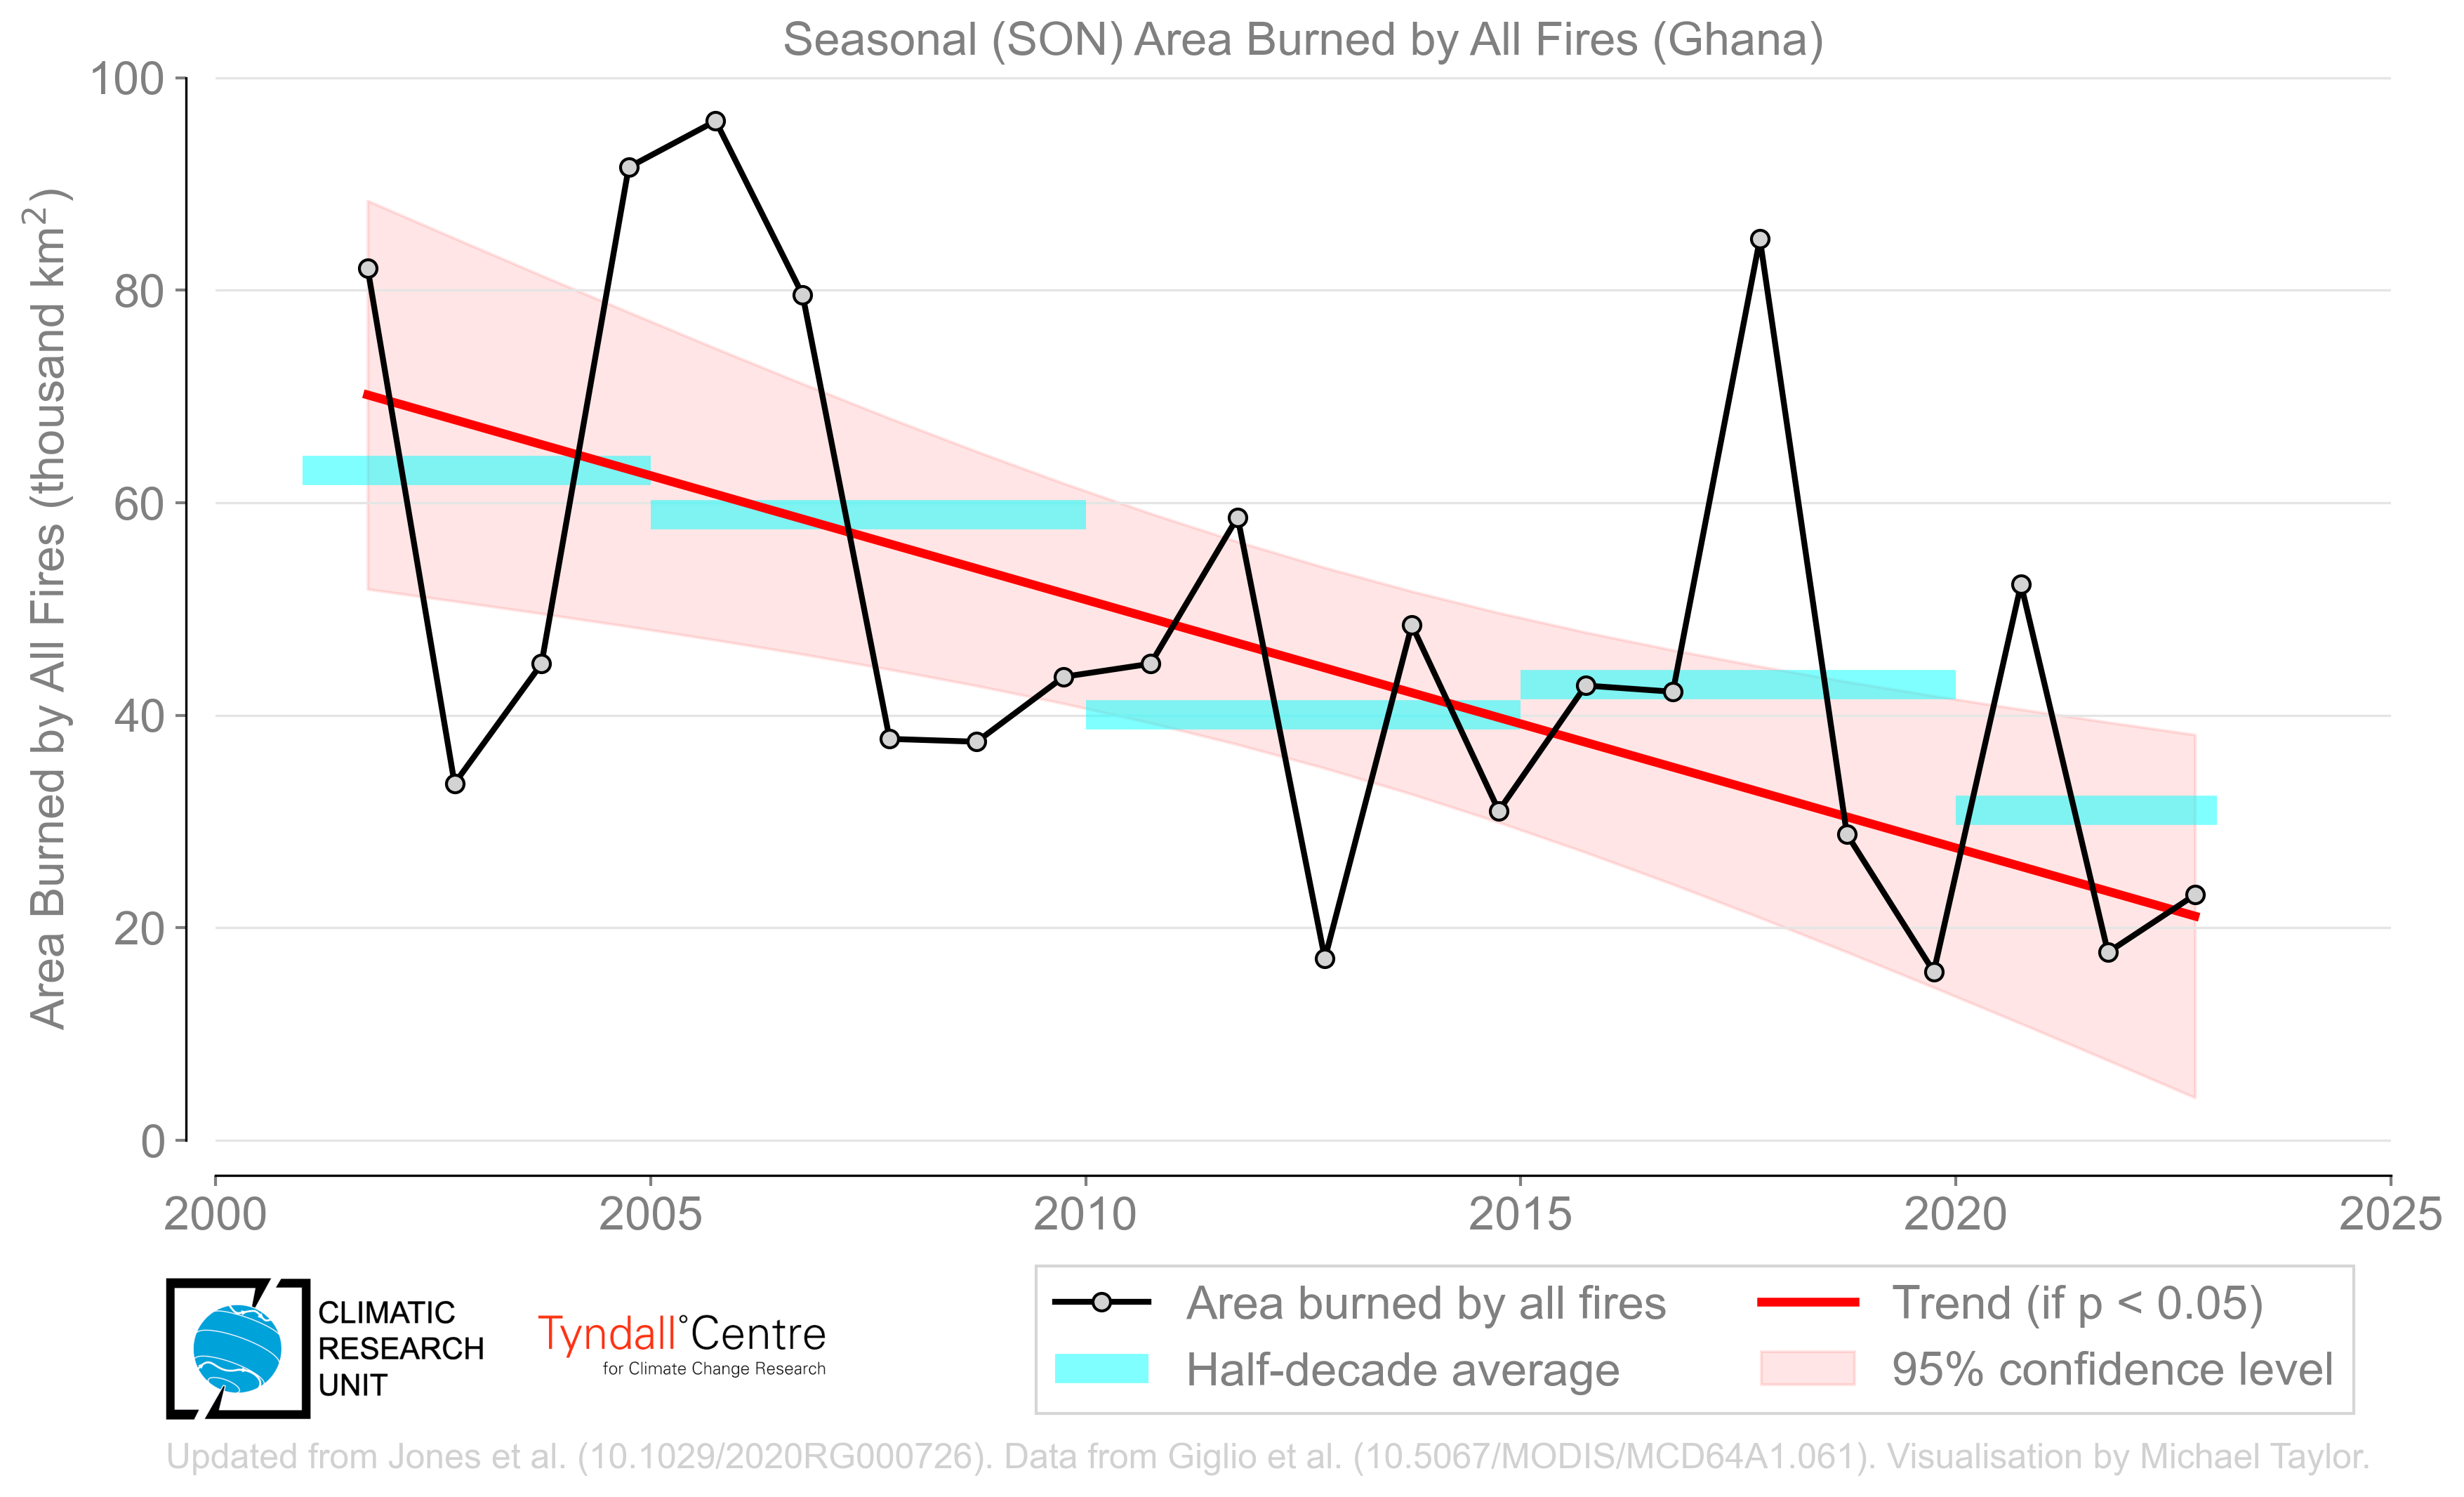 Seasonal (SON) Area Burned by All Fires (Ghana)
Area Burned by All Fires (thousand km²)
100
80
60
40
20
0
2000 2005 2010 2015 2020 2025
CLIMATIC
RESEARCH
UNIT
Tyndall°Centre
for Climate Change Research
Area burned by all fires
Half-decade average
Trend (if p < 0.05)
95% confidence level
Updated from Jones et al. (10.1029/2020RG000726). Data from Giglio et al. (10.5067/MODIS/MCD64A1.061). Visualisation by Michael Taylor.